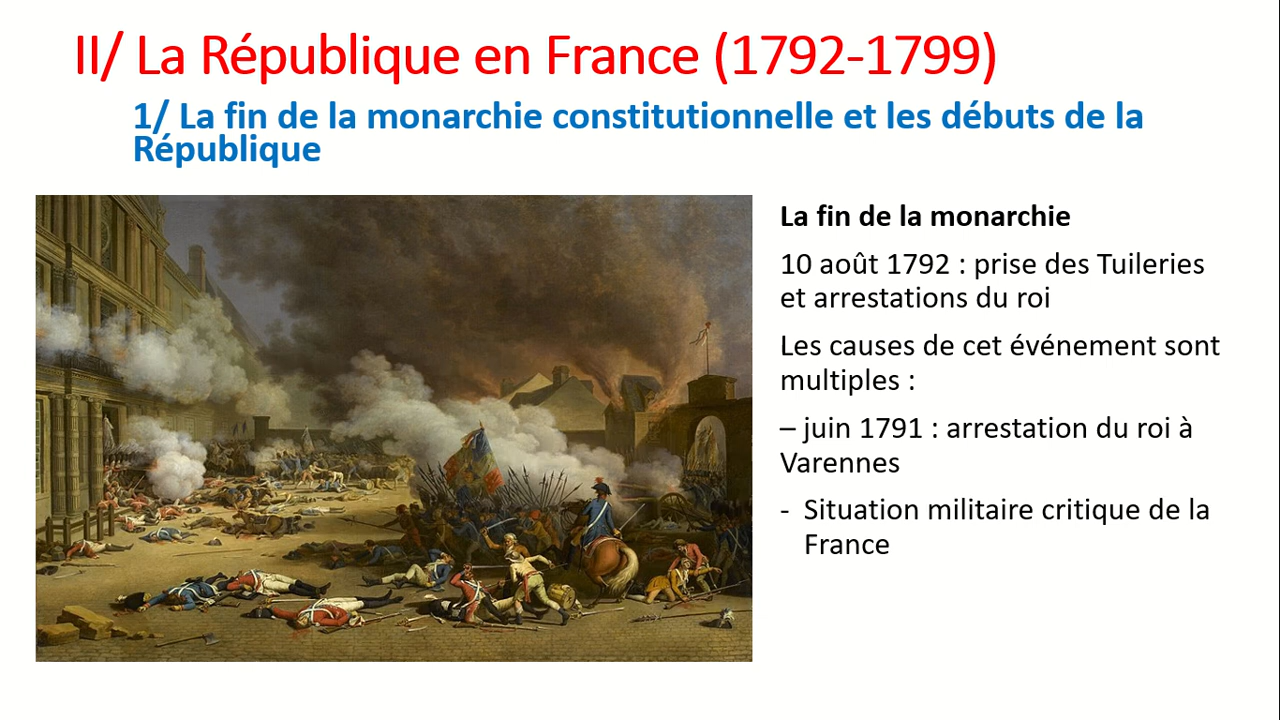 II/ La République en France (1792-1799)
1/ La fin de la monarchie constitutionnelle et les débuts de la
République
La fin de la monarchie
10 août 1792 : prise des Tuileries
et arrestations du roi
Les causes de cet événement sont
multiples :
– juin 1791 : arrestation du roi à
Varennes
- Situation militaire critique de la
France